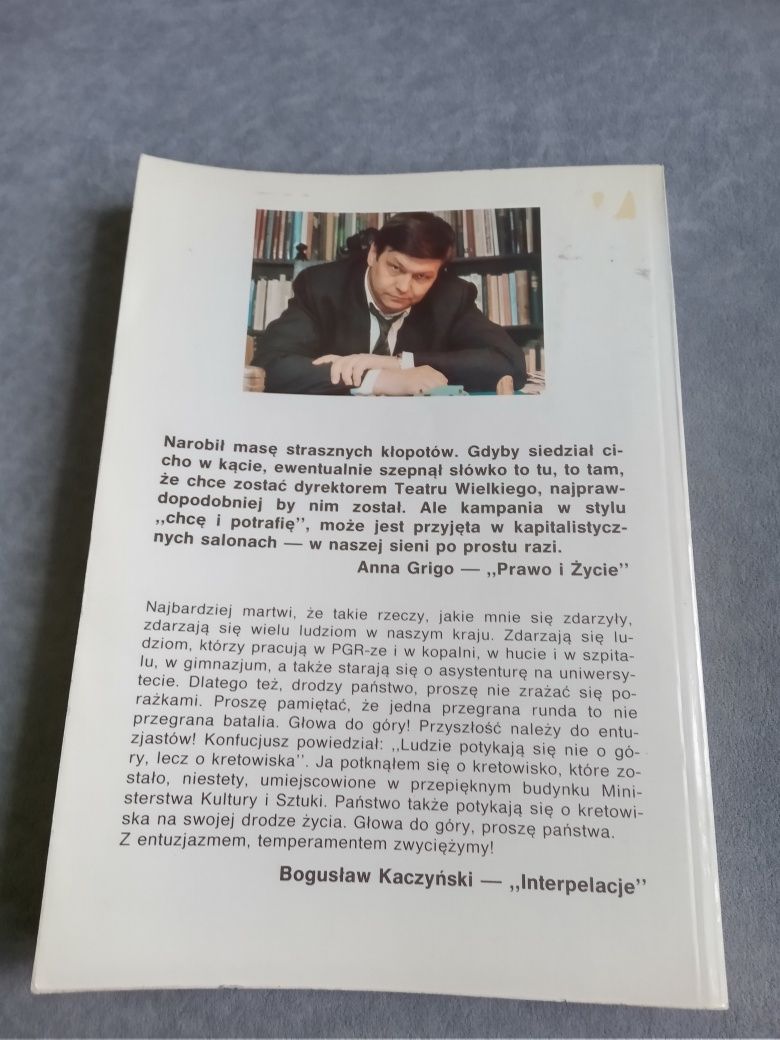 Narobił masę strasznych kłopotów. Gdyby siedział ci-
cho w kącie, ewentualnie szepnął słówko to tu, to tam,
że chce zostać dyrektorem Teatru Wielkiego, najpraw-
dopodobniej by nim został. Ale kampania w stylu
,,chcę i potrafię", może jest przyjęta w kapitalistycz-
nych salonach — w naszej sieni po prostu razi.
Anna Grigo — ,,Prawo i Życie"
Najbardziej martwi, że takie rzeczy, jakie mnie się zdarzyły,
zdarzają się wielu ludziom w naszym kraju. Zdarzają się lu-
dziom, którzy pracują w PGR-ze i w kopalni, w hucie i w szpita-
lu, w gimnazjum, a także starają się o asystenturę na uniwersy-
tecie. Dlatego też, drodzy państwo, proszę nie zrażać się po-
rażkami. Proszę pamiętać, że jedna przegrana runda to nie
przegrana batalia. Głowa do góry! Przyszłość należy do entu-
zjastów! Konfucjusz powiedział: ,,Ludzie potykają się nie o gó-
ry, lecz o kretowiska". Ja potknąłem się o kretowisko, które zo-
stało, niestety, umiejscowione w przepięknym budynku Mini-
sterstwa Kultury i Sztuki. Państwo także potykają się o kretowi-
ska na swojej drodze życia. Głowa do góry, proszę państwa.
Z entuzjazmem, temperamentem zwyciężymy!
Bogusław Kaczyński — ,,Interpelacje"